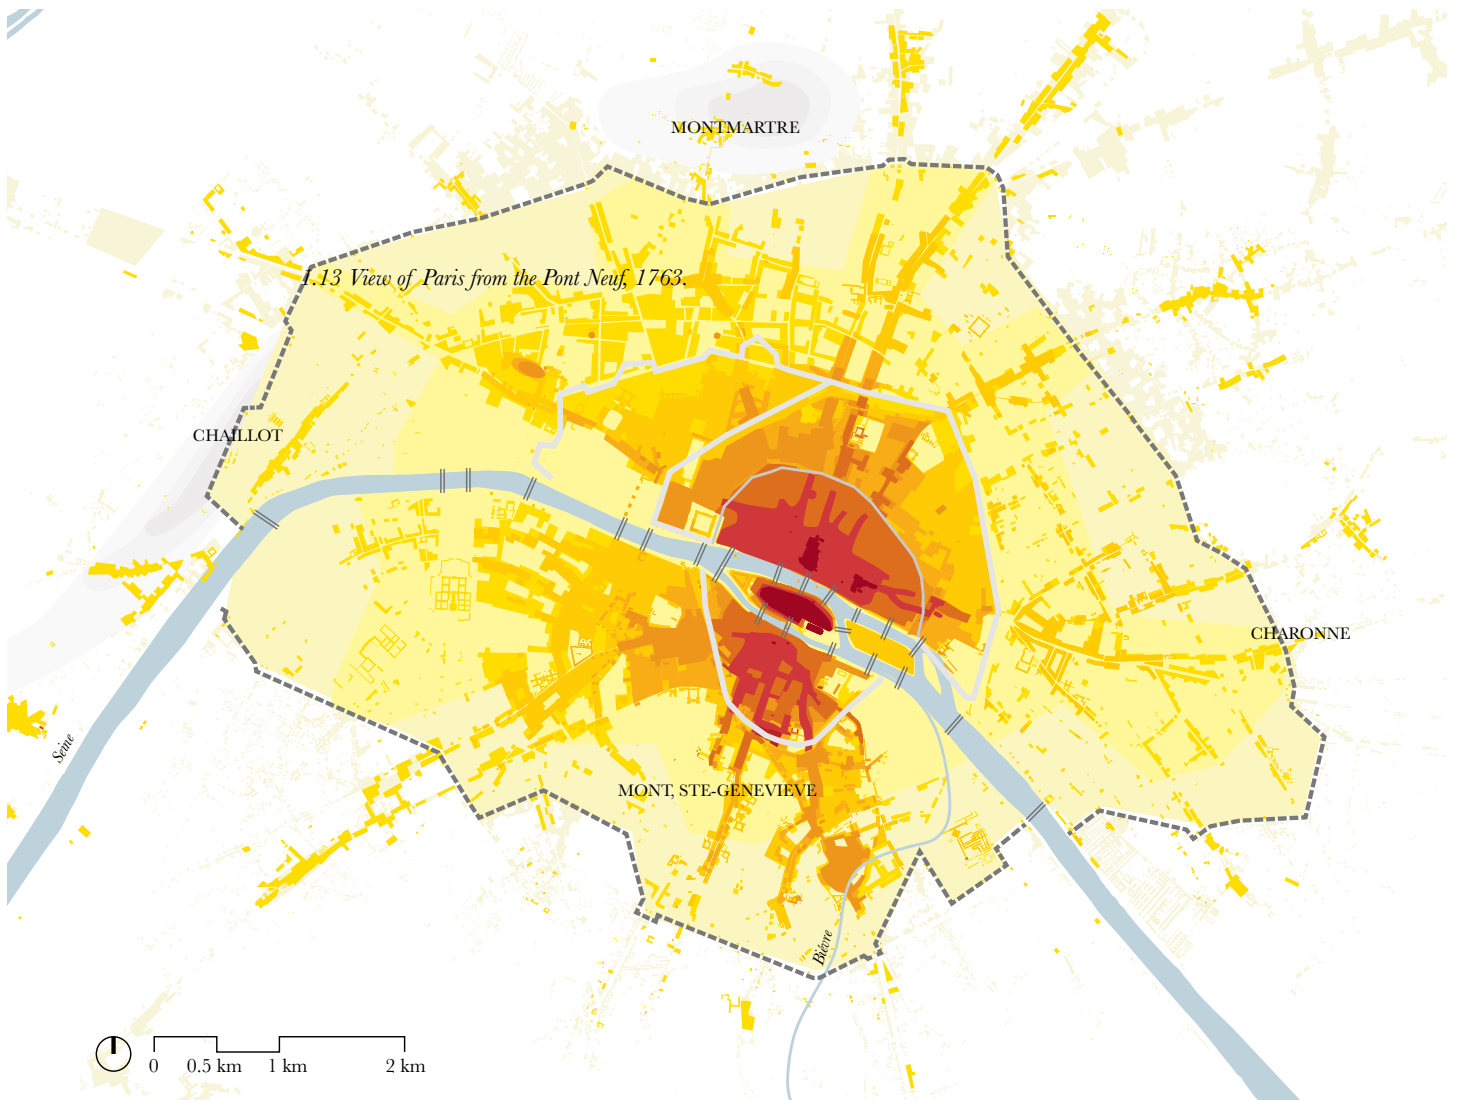 MONTMARTRE
1.13 View of Paris from the Pont Neuf, 1763.
CHAILLOT
CHARONNE
Seine
MONT, STE-GENEVIEVE
Bièvre
0 0.5 km 1 km 2 km